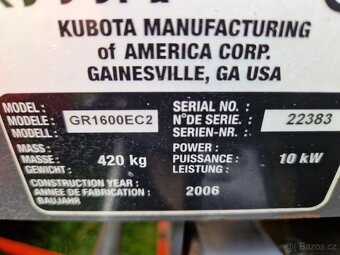 KUBOTA MANUFACTURING
of AMERICA CORP.
GAINESVILLE, GA USA
MODEL:
MODELE: GR1600EC2
MODELL:
SERIAL NO. :
N° DE SERIE. : 22383
SERIEN-NR. :
MASS:
MASSE: 420 kg
GEWICHT:
POWER :
PUISSANCE : 10 kW
LEISTUNG :
CONSTRUCTION YEAR :
ANNEE DE FABRICATION : 2006
BAUJAHR
Bazos.cz